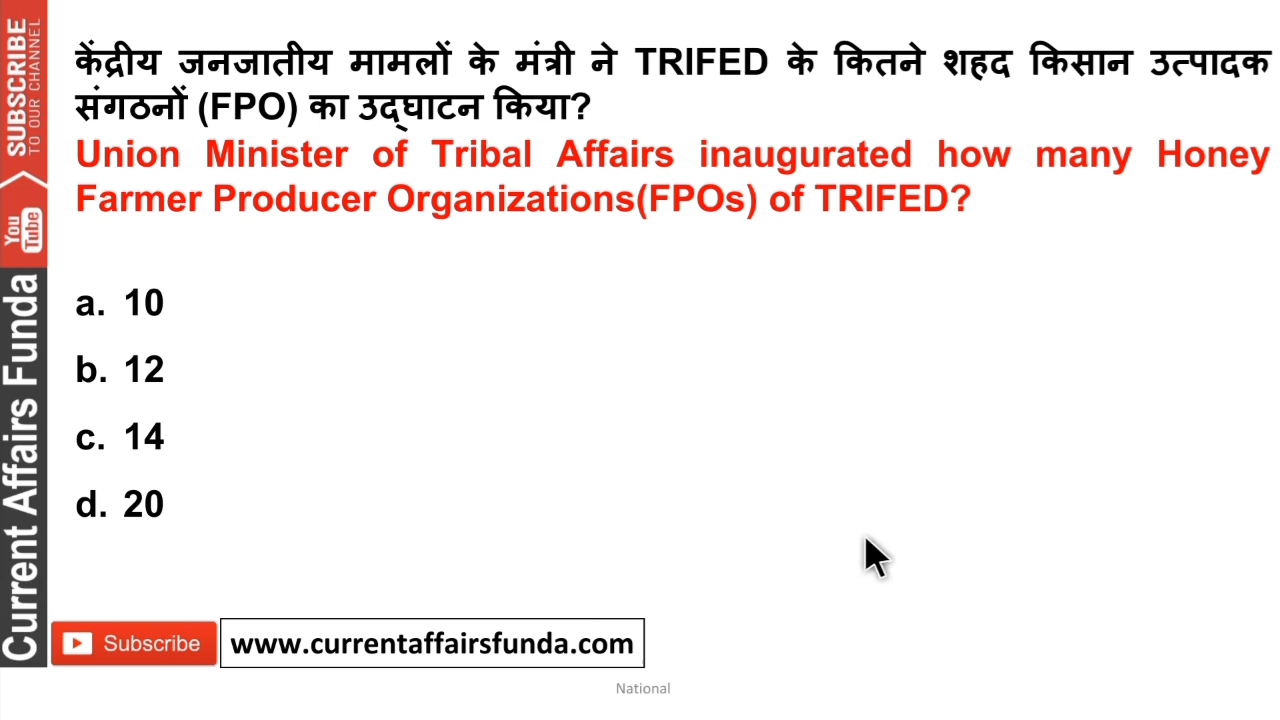 केंद्रीय जनजातीय मामलों के मंत्री ने TRIFED के कितने शहद किसान उत्पादक
संगठनों (FPO) का उद्घाटन किया?
Union Minister of Tribal Affairs inaugurated how many Honey
Farmer Producer Organizations(FPOs) of TRIFED?
a. 10
b. 12
c. 14
d. 20
SUBSCRIBE
TO OUR CHANNEL
You
Tube
Current Affairs Funda
Subscribe
www.currentaffairsfunda.com
National